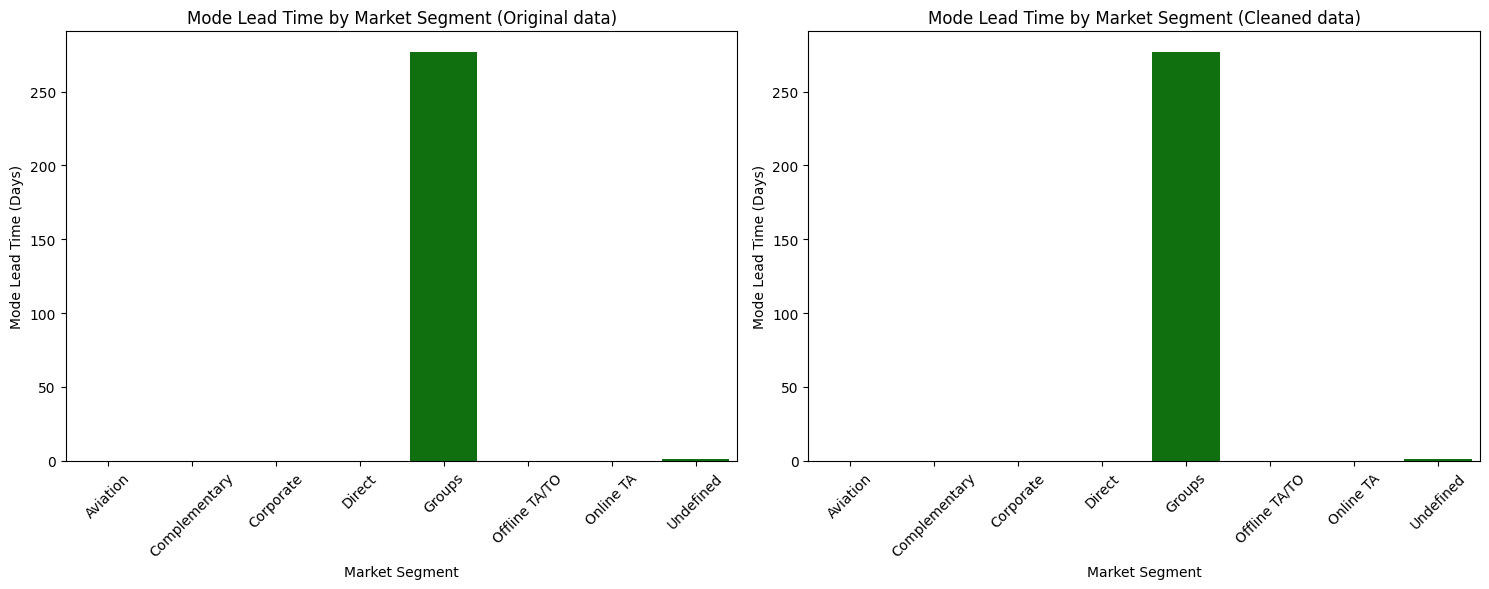 Mode Lead Time by Market Segment (Original data)
Mode Lead Time (Days)
250
200
150
100
50
0
Aviation
Complementary
Corporate
Direct
Groups
Offline TA/TO
Online TA
Undefined
Market Segment
Mode Lead Time by Market Segment (Cleaned data)
Mode Lead Time (Days)
250
200
150
100
50
0
Aviation
Complementary
Corporate
Direct
Groups
Offline TA/TO
Online TA
Undefined
Market Segment